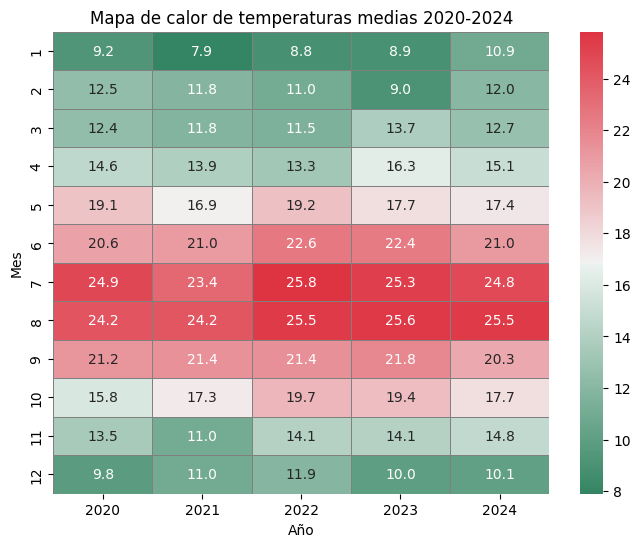 Mapa de calor de temperaturas medias 2020-2024
1 9.2 7.9 8.8 8.9 10.9
2 12.5 11.8 11.0 9.0 12.0
3 12.4 11.8 11.5 13.7 12.7
4 14.6 13.9 13.3 16.3 15.1
5 19.1 16.9 19.2 17.7 17.4
6 20.6 21.0 22.6 22.4 21.0
7 24.9 23.4 25.8 25.3 24.8
8 24.2 24.2 25.5 25.6 25.5
9 21.2 21.4 21.4 21.8 20.3
10 15.8 17.3 19.7 19.4 17.7
11 13.5 11.0 14.1 14.1 14.8
12 9.8 11.0 11.9 10.0 10.1
2020 2021 2022 2023 2024
Mes
Año
24
22
20
18
16
14
12
10
8